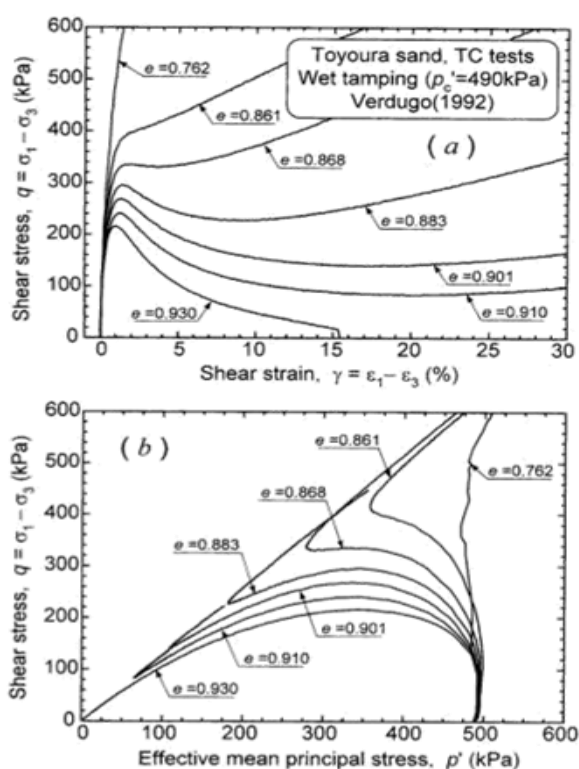 600
500
400
300
200
100
0
Shear stress, q = σ₁ – σ₃ (kPa)
e=0.762
e=0.861
e=0.868
e=0.883
e=0.901
e=0.910
e=0.930
Toyoura sand, TC tests
Wet tamping (pc'=490kPa)
Verdugo(1992)
(a)
0 5 10 15 20 25 30
Shear strain, γ = ε₁– ε₃ (%)
600
500
400
300
200
100
0
Shear stress, q = σ₁ – σ₃ (kPa)
(b)
e=0.861
e=0.762
e=0.868
e=0.883
e=0.901
e=0.910
e=0.930
0 100 200 300 400 500 600
Effective mean principal stress, p' (kPa)